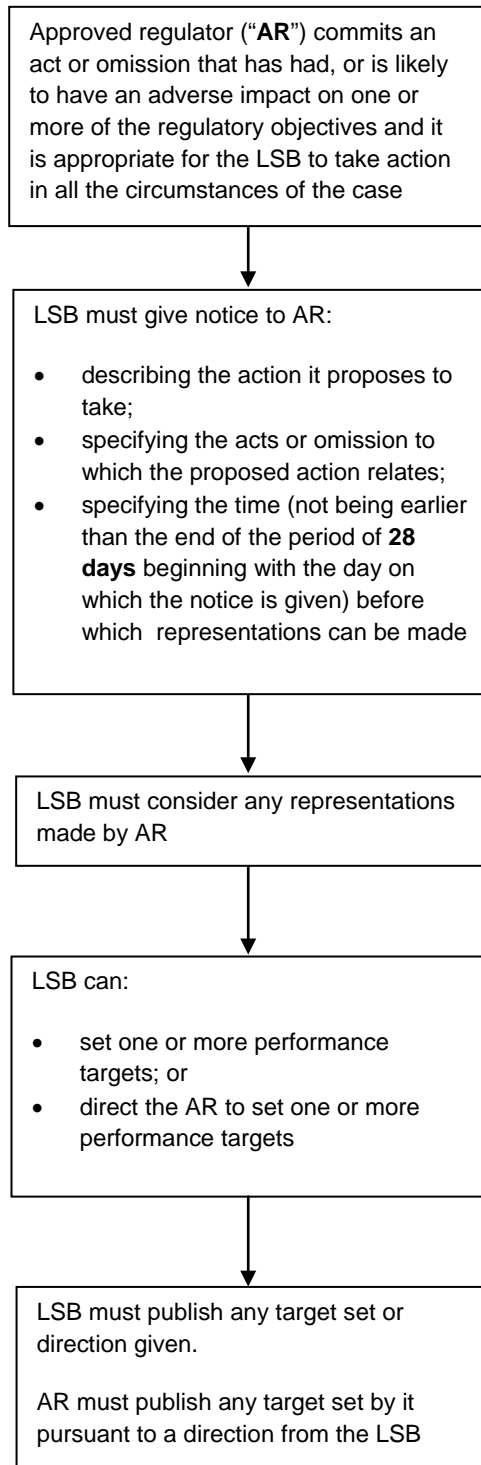 Approved regulator (“AR”) commits an
act or omission that has had, or is likely
to have an adverse impact on one or
more of the regulatory objectives and it
is appropriate for the LSB to take action
in all the circumstances of the case
LSB must give notice to AR:
• describing the action it proposes to
take;
• specifying the acts or omission to
which the proposed action relates;
• specifying the time (not being earlier
than the end of the period of 28
days beginning with the day on
which the notice is given) before
which representations can be made
LSB must consider any representations
made by AR
LSB can:
• set one or more performance
targets; or
• direct the AR to set one or more
performance targets
LSB must publish any target set or
direction given.
AR must publish any target set by it
pursuant to a direction from the LSB